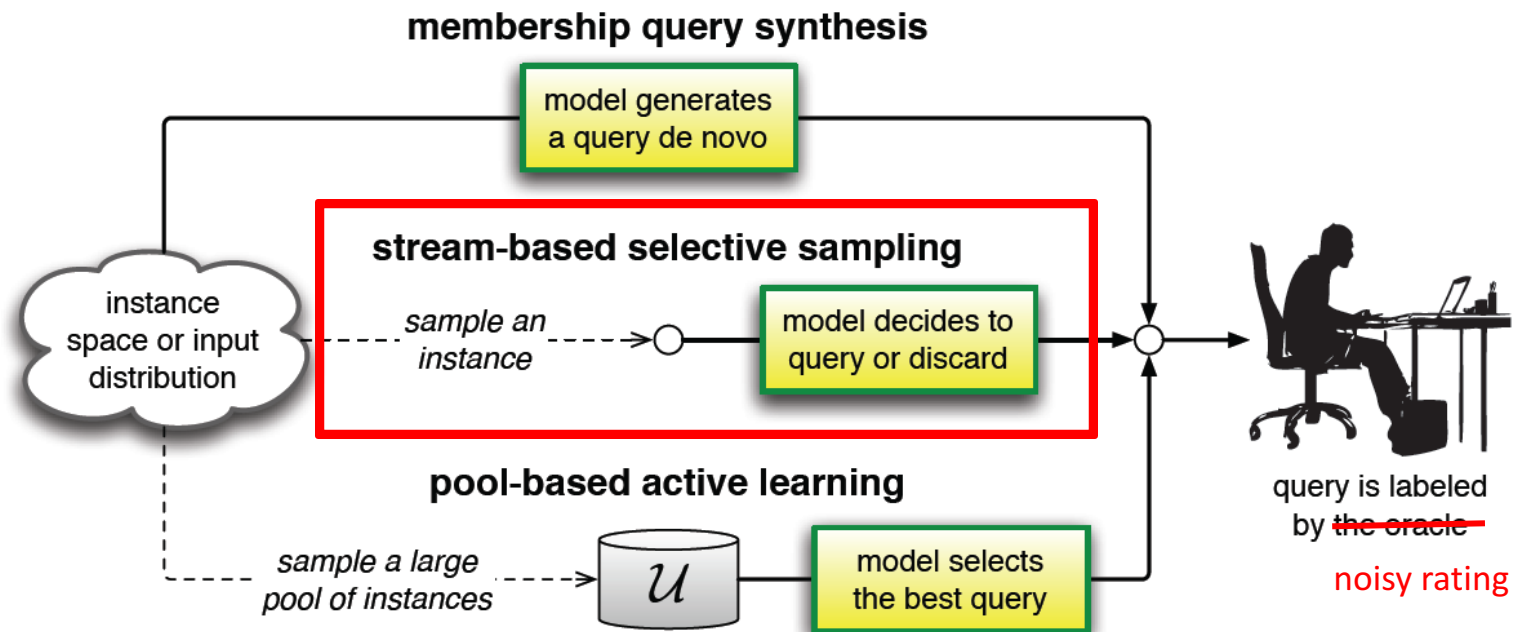 membership query synthesis
model generates
a query de novo
stream-based selective sampling
instance
space or input
distribution
sample an
instance
model decides to
query or discard
pool-based active learning
sample a large
pool of instances
U
model selects
the best query
query is labeled
by the oracle
noisy rating